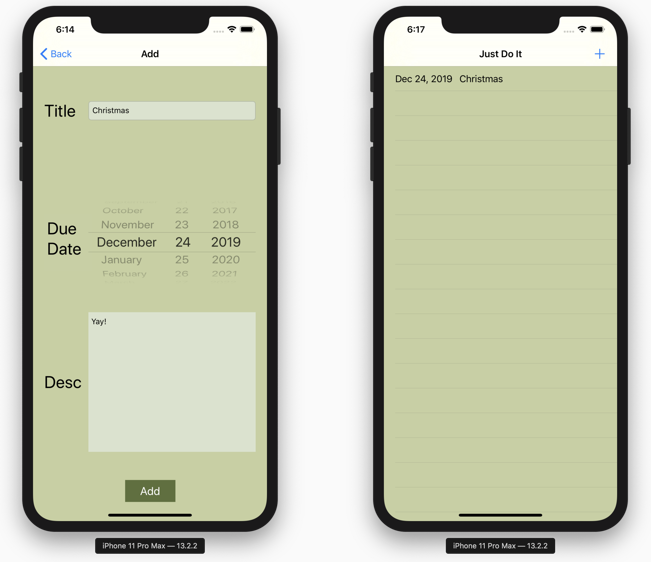 6:14
Back
Add
Title
Christmas
October 22 2017
November 23 2018
Due
Date
December 24 2019
January 25 2020
February 26 2021
Yay!
Desc
Add
iPhone 11 Pro Max — 13.2.2
6:17
Just Do It
+
Dec 24, 2019 Christmas
iPhone 11 Pro Max — 13.2.2